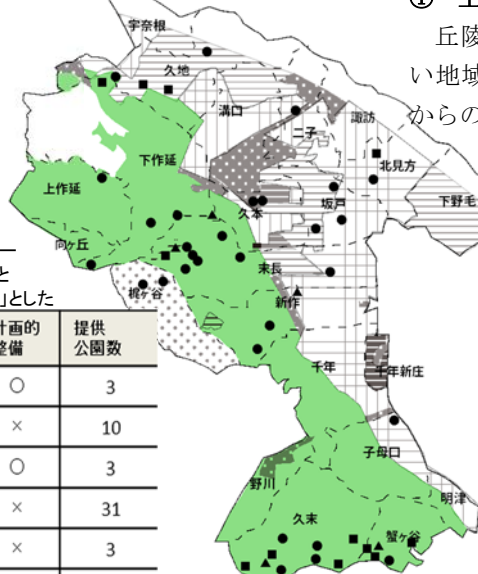 ① 土
丘陵
い地域
からの
宇奈根
久地
溝口
二子
諏訪
北見方
下野毛
下作延
上作延
久本
坂戸
向ヶ丘
末長
梶ヶ谷
新作
千年
千年新庄
子母口
野川
明津
久末
蟹ヶ谷
と
」とした
計画的
整備
提供
公園数
○ 3
× 10
○ 3
× 31
× 3